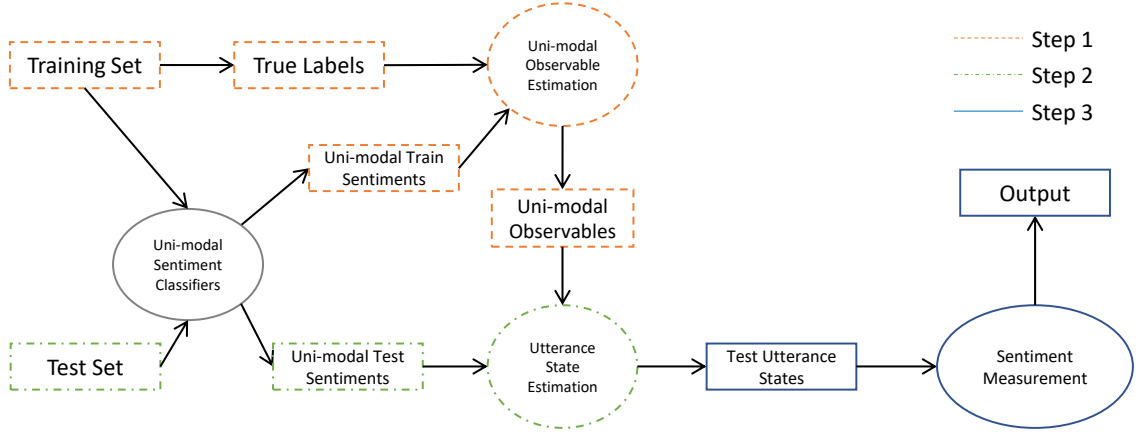 Training Set
True Labels
Uni-modal
Observable
Estimation
Step 1
Step 2
Step 3
Uni-modal Train
Sentiments
Uni-modal
Observables
Output
Uni-modal
Sentiment
Classifiers
Test Set
Uni-modal Test
Sentiments
Utterance
State
Estimation
Test Utterance
States
Sentiment
Measurement